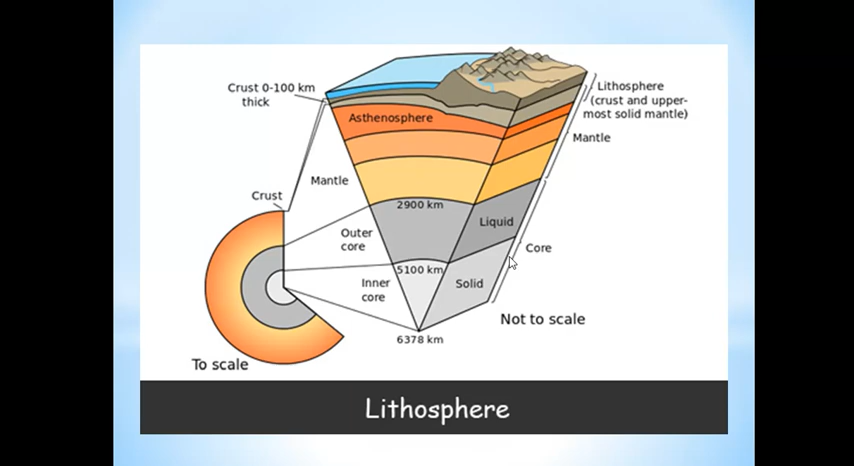 Crust 0-100 km
thick
Lithosphere
(crust and upper-
most solid mantle)
Asthenosphere
Mantle
Mantle
Crust
2900 km
Liquid
Outer
core
Core
5100 km
Inner
core
Solid
Not to scale
6378 km
To scale
Lithosphere